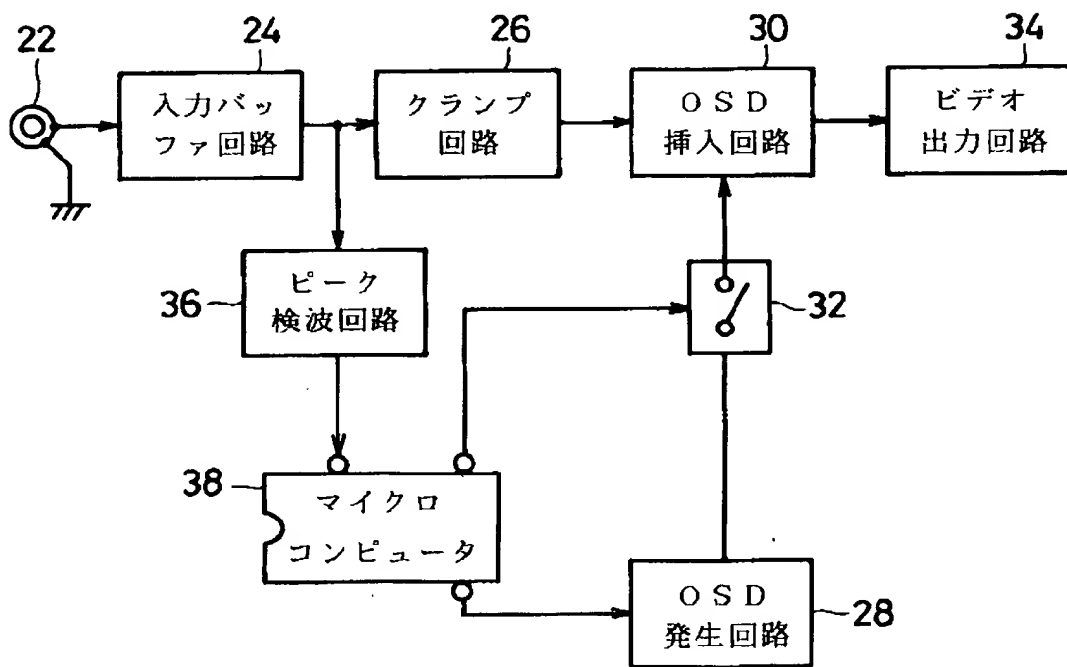 22
24
26
30
34
入力バッ
ファ回路
クランプ
回路
OSD
挿入回路
ビデオ
出力回路
36
ピーク
検波回路
32
38
マイクロ
コンピュータ
OSD
発生回路
28